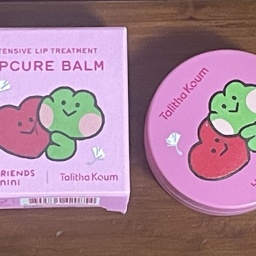 TENSIVE LIP TREATMENT
PCURE BALM
RIENDS
nini
Talitha Koum
Talitha Koum